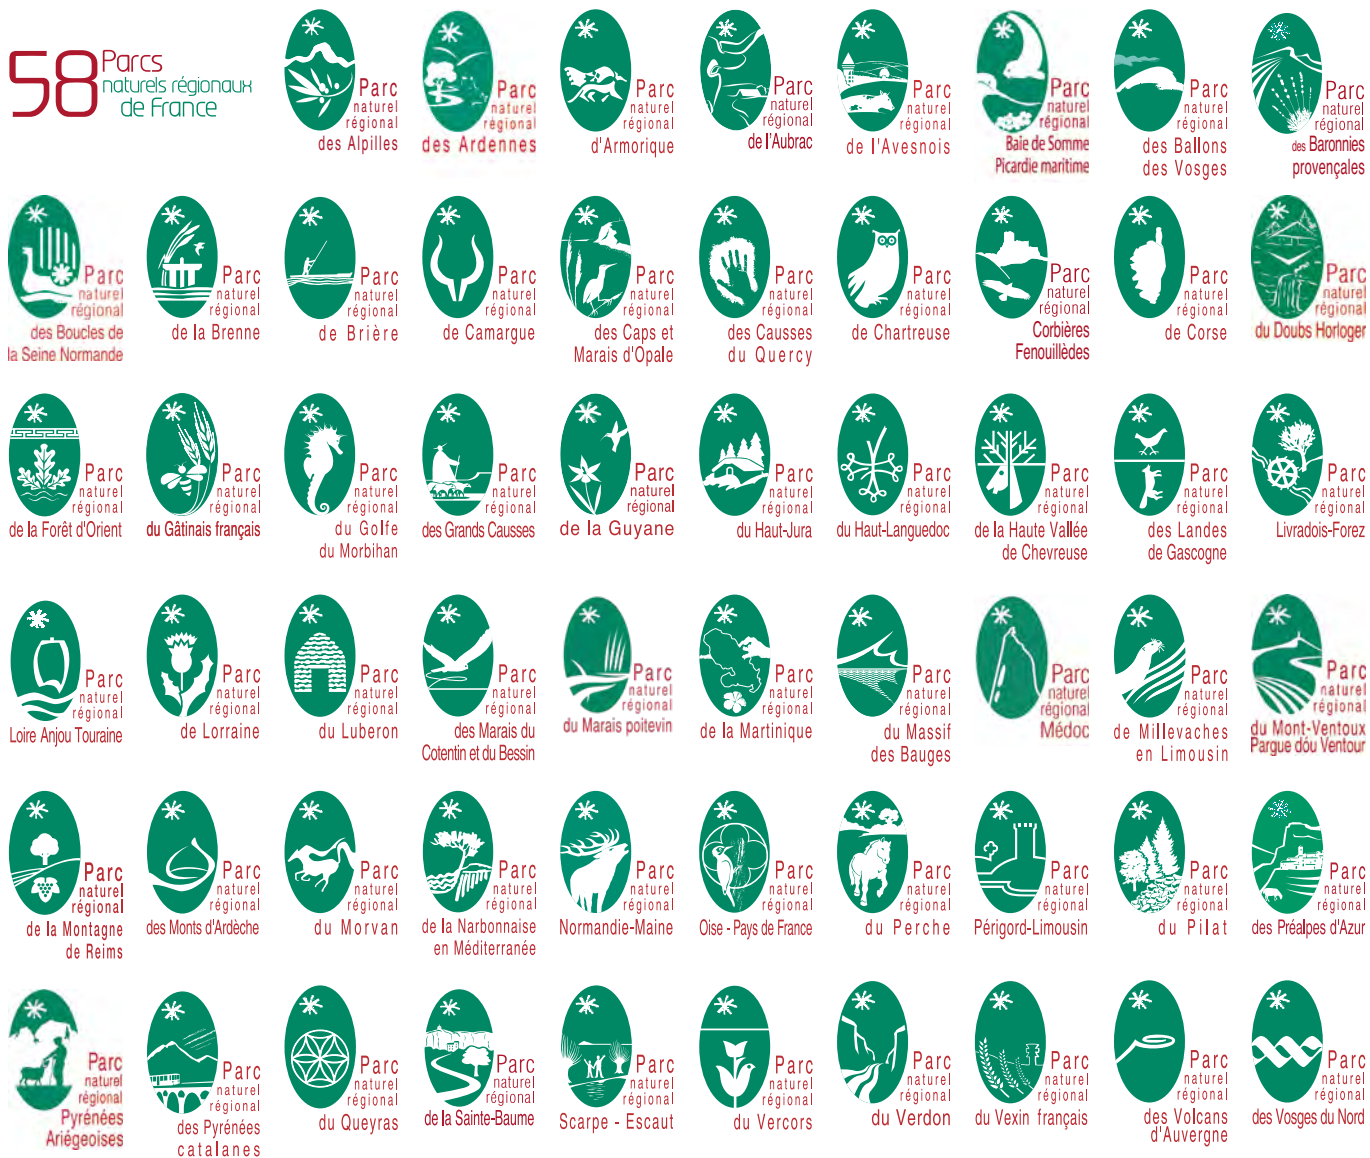 58 Parcs
naturels régionaux
de France
Parc
naturel
régional
des Alpilles
Parc
naturel
régional
des Ardennes
Parc
naturel
régional
d'Armorique
Parc
naturel
régional
de l'Aubrac
Parc
naturel
régional
de l'Avesnois
Parc
naturel
régional
Baie de Somme
Picardie maritime
Parc
naturel
régional
des Ballons
des Vosges
Parc
naturel
régional
des Baronnies
provençales
Parc
naturel
régional
des Boucles de
la Seine Normande
Parc
naturel
régional
de la Brenne
Parc
naturel
régional
de Brière
Parc
naturel
régional
de Camargue
Parc
naturel
régional
des Caps et
Marais d'Opale
Parc
naturel
régional
des Causses
du Quercy
Parc
naturel
régional
de Chartreuse
Parc
naturel
régional
Corbières
Fenouillèdes
Parc
naturel
régional
de Corse
Parc
naturel
régional
du Doubs Horloger
Parc
naturel
régional
de la Forêt d'Orient
Parc
naturel
régional
du Gâtinais français
Parc
naturel
régional
du Golfe
du Morbihan
Parc
naturel
régional
des Grands Causses
Parc
naturel
régional
de la Guyane
Parc
naturel
régional
du Haut-Jura
Parc
naturel
régional
du Haut-Languedoc
Parc
naturel
régional
de la Haute Vallée
de Chevreuse
Parc
naturel
régional
des Landes
de Gascogne
Parc
naturel
régional
Livradois-Forez
Parc
naturel
régional
Loire Anjou Touraine
Parc
naturel
régional
de Lorraine
Parc
naturel
régional
du Luberon
Parc
naturel
régional
des Marais du
Cotentin et du Bessin
Parc
naturel
régional
du Marais poitevin
Parc
naturel
régional
de la Martinique
Parc
naturel
régional
du Massif
des Bauges
Parc
naturel
régional
Médoc
Parc
naturel
régional
de Millevaches
en Limousin
Parc
naturel
régional
du Mont-Ventoux
Pargue dóu Ventour
Parc
naturel
régional
de la Montagne
de Reims
Parc
naturel
régional
des Monts d'Ardèche
Parc
naturel
régional
du Morvan
Parc
naturel
régional
de la Narbonnaise
en Méditerranée
Parc
naturel
régional
Normandie-Maine
Parc
naturel
régional
Oise - Pays de France
Parc
naturel
régional
du Perche
Parc
naturel
régional
Périgord-Limousin
Parc
naturel
régional
du Pilat
Parc
naturel
régional
des Préalpes d'Azur
Parc
naturel
régional
Pyrénées
Ariégeoises
Parc
naturel
régional
des Pyrénées
catalanes
Parc
naturel
régional
du Queyras
Parc
naturel
régional
de la Sainte-Baume
Parc
naturel
régional
Scarpe - Escaut
Parc
naturel
régional
du Vercors
Parc
naturel
régional
du Verdon
Parc
naturel
régional
du Vexin français
Parc
naturel
régional
des Volcans
d'Auvergne
Parc
naturel
régional
des Vosges du Nord